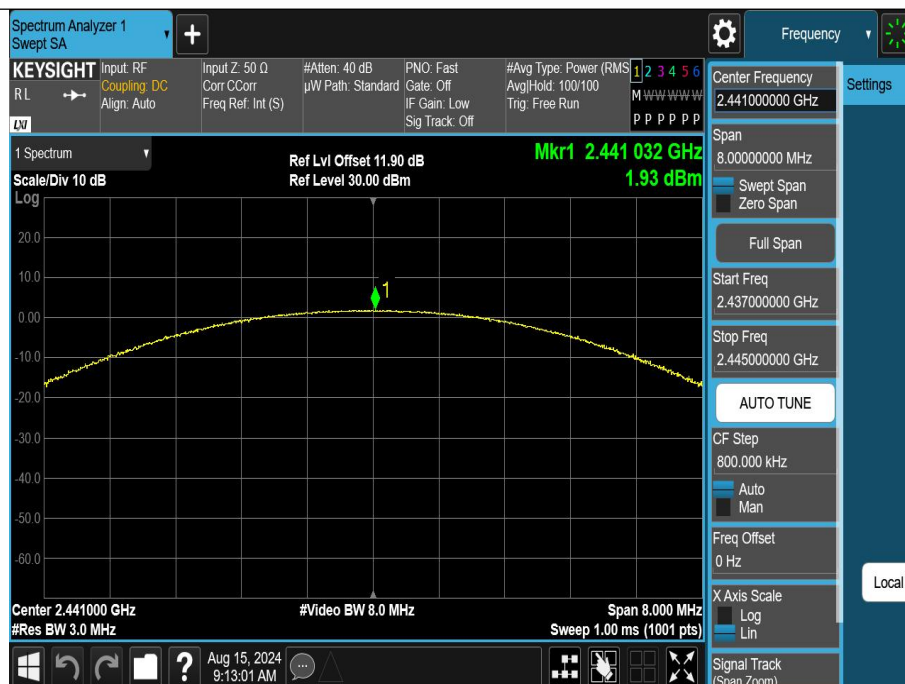 Spectrum Analyzer 1
Swept SA
+
Frequency
KEYSIGHT
RL
LXI
Input: RF
Coupling: DC
Align: Auto
Input Z: 50 Ω
Corr CCorr
Freq Ref: Int (S)
#Atten: 40 dB
µW Path: Standard
PNO: Fast
Gate: Off
IF Gain: Low
Sig Track: Off
#Avg Type: Power (RMS
Avg|Hold: 100/100
Trig: Free Run
1 2 3 4 5 6
M W W W W W
P P P P P P
1 Spectrum
Scale/Div 10 dB
Ref Lvl Offset 11.90 dB
Ref Level 30.00 dBm
Mkr1 2.441 032 GHz
1.93 dBm
Log
20.0
10.0
0.00
-10.0
-20.0
-30.0
-40.0
-50.0
-60.0
1
Center 2.441000 GHz
#Res BW 3.0 MHz
#Video BW 8.0 MHz
Span 8.000 MHz
Sweep 1.00 ms (1001 pts)
Center Frequency
2.441000000 GHz
Span
8.00000000 MHz
Swept Span
Zero Span
Full Span
Start Freq
2.437000000 GHz
Stop Freq
2.445000000 GHz
AUTO TUNE
CF Step
800.000 kHz
Auto
Man
Freq Offset
0 Hz
X Axis Scale
Log
Lin
Signal Track
(Span Zoom)
Settings
Local
?
Aug 15, 2024
9:13:01 AM